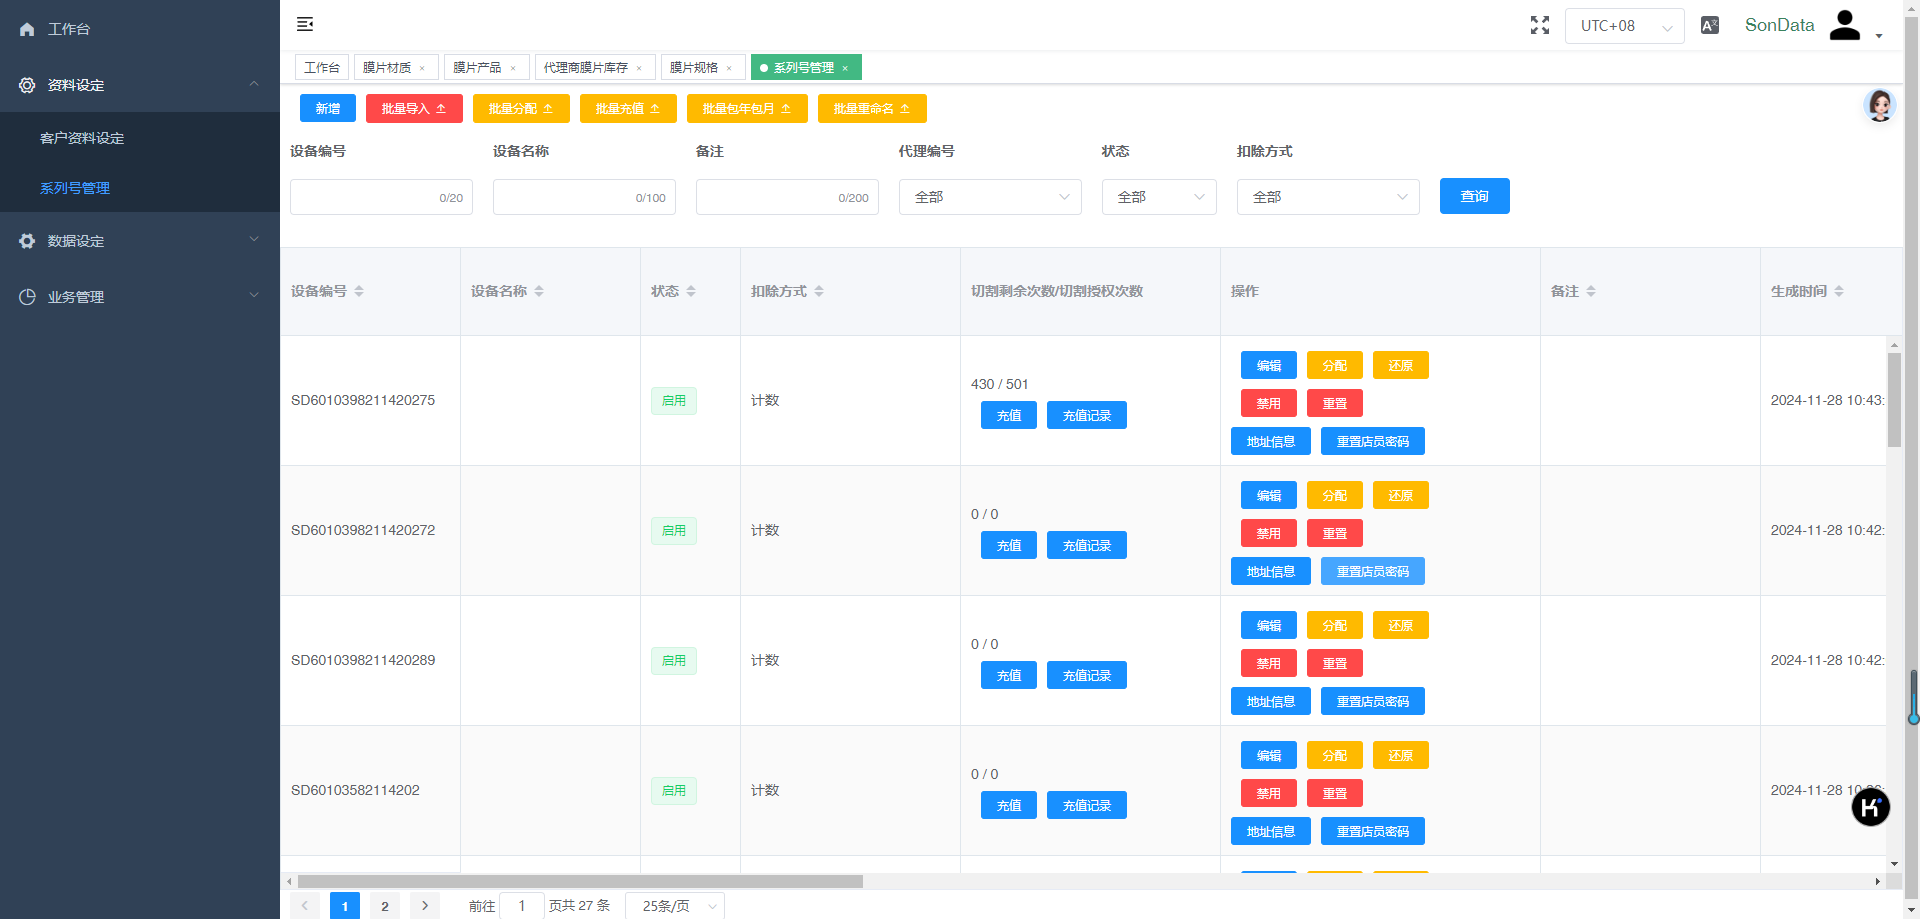 工作台
资料设定
客户资料设定
系列号管理
数据设定
业务管理
UTC+08
SonData
工作台
膜片材质 ×
膜片产品 ×
代理商膜片库存 ×
膜片规格 ×
系列号管理 ×
新增
批量导入
批量分配
批量充值
批量包年包月
批量重命名
设备编号
设备名称
备注
代理编号
状态
扣除方式
0/20
0/100
0/200
全部
全部
全部
查询
设备编号
设备名称
状态
扣除方式
切割剩余次数/切割授权次数
操作
备注
生成时间
SD6010398211420275
启用
计数
430 / 501
充值
充值记录
编辑
分配
还原
禁用
重置
地址信息
重置店员密码
2024-11-28 10:43:
SD6010398211420272
启用
计数
0 / 0
充值
充值记录
编辑
分配
还原
禁用
重置
地址信息
重置店员密码
2024-11-28 10:42:
SD6010398211420289
启用
计数
0 / 0
充值
充值记录
编辑
分配
还原
禁用
重置
地址信息
重置店员密码
2024-11-28 10:42:
SD60103582114202
启用
计数
0 / 0
充值
充值记录
编辑
分配
还原
禁用
重置
地址信息
重置店员密码
2024-11-28
1
2
前往
1
页共 27 条
25条/页